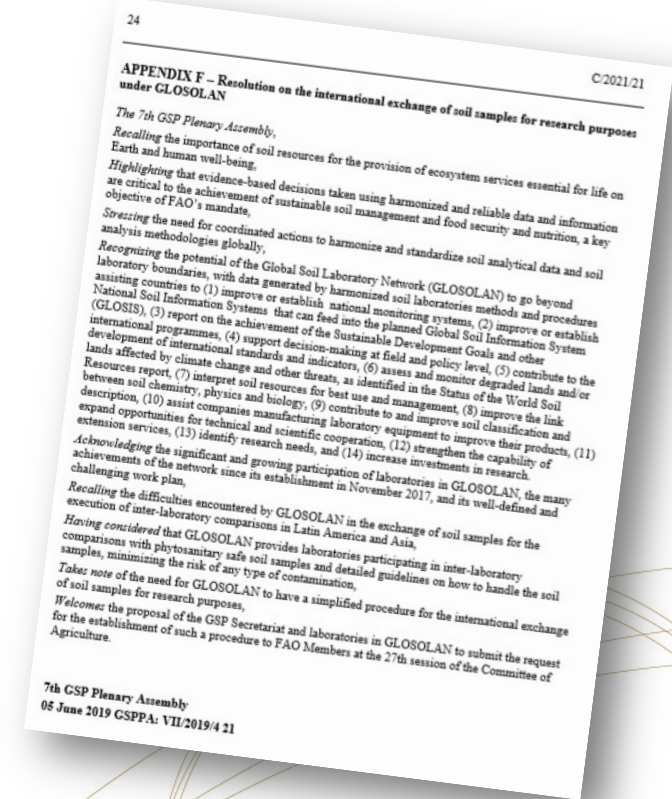 24
C/2021/21
APPENDIX F – Resolution on the international exchange of soil samples for research purposes
under GLOSOLAN
The 7th GSP Plenary Assembly,
Recalling the importance of soil resources for the provision of ecosystem services essential for life on
Earth and human well-being,
Highlighting that evidence-based decisions taken using harmonized and reliable data and information
are critical to the achievement of sustainable soil management and food security and nutrition, a key
objective of FAO's mandate,
Stressing the need for coordinated actions to harmonize and standardize soil analytical data and soil
analysis methodologies globally,
Recognizing the potential of the Global Soil Laboratory Network (GLOSOLAN) to go beyond
laboratory boundaries, with data generated by harmonized soil laboratories methods and procedures
assisting countries to (1) improve or establish national monitoring systems, (2) improve or establish
National Soil Information Systems that can feed into the planned Global Soil Information System
(GLOSIS), (3) report on the achievement of the Sustainable Development Goals and other
international programmes, (4) support decision-making at field and policy level, (5) contribute to the
development of international standards and indicators, (6) assess and monitor degraded lands and/or
lands affected by climate change and other threats, as identified in the Status of the World Soil
Resources report, (7) interpret soil resources for best use and management, (8) improve the link
between soil chemistry, physics and biology, (9) contribute to and improve soil classification and
description, (10) assist companies manufacturing laboratory equipment to improve their products, (11)
expand opportunities for technical and scientific cooperation, (12) strengthen the capability of
extension services, (13) identify research needs, and (14) increase investments in research.
Acknowledging the significant and growing participation of laboratories in GLOSOLAN, the many
achievements of the network since its establishment in November 2017, and its well-defined and
challenging work plan,
Recalling the difficulties encountered by GLOSOLAN in the exchange of soil samples for the
execution of inter-laboratory comparisons in Latin America and Asia,
Having considered that GLOSOLAN provides laboratories participating in inter-laboratory
comparisons with phytosanitary safe soil samples and detailed guidelines on how to handle the soil
samples, minimizing the risk of any type of contamination,
Takes note of the need for GLOSOLAN to have a simplified procedure for the international exchange
of soil samples for research purposes,
Welcomes the proposal of the GSP Secretariat and laboratories in GLOSOLAN to submit the request
for the establishment of such a procedure to FAO Members at the 27th session of the Committee of
Agriculture.
7th GSP Plenary Assembly
05 June 2019 GSPPA: VII/2019/4 21